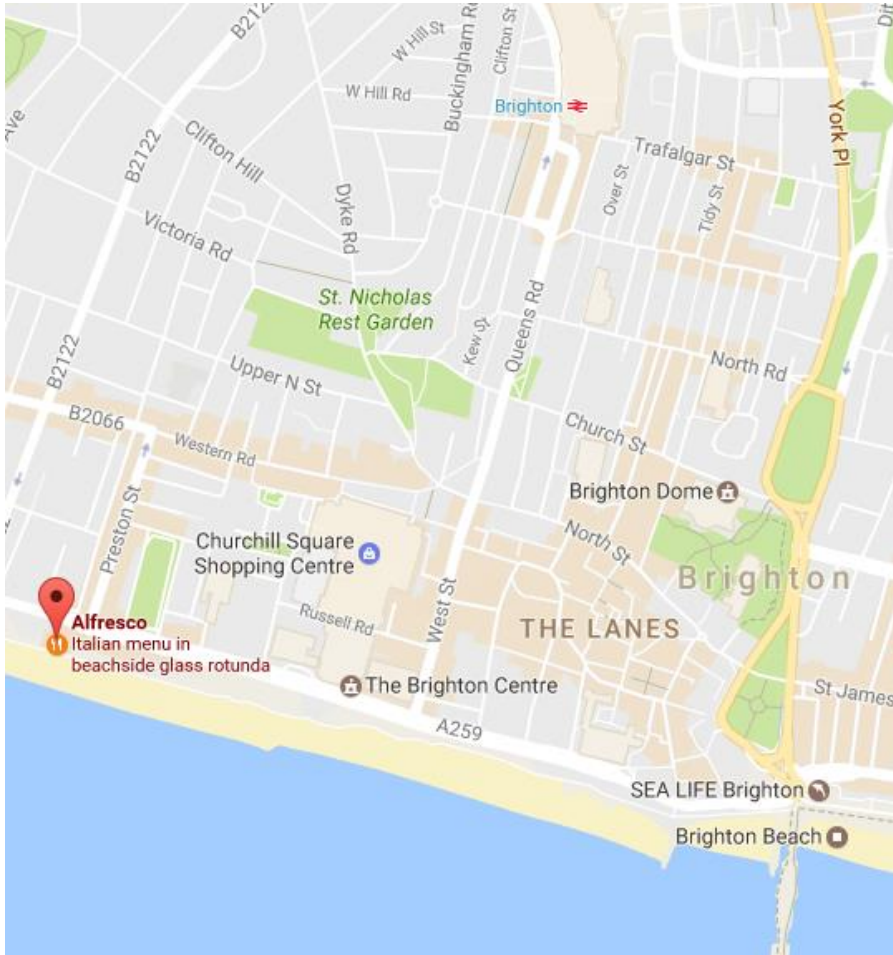 B2122
W Hill St
Buckingham Rd
Clifton St
W Hill Rd
Brighton
York Pl
Ave
B2122
Clifton Hill
Trafalgar St
Over St
Tidy St
Dyke Rd
Victoria Rd
St. Nicholas
Rest Garden
Kew St
Queens Rd
B2122
Upper N St
North Rd
B2066
Western Rd
Church St
Brighton Dome
Preston St
Churchill Square
Shopping Centre
North St
Brighton
Alfresco
Italian menu in
beachside glass rotunda
Russell Rd
West St
THE LANES
The Brighton Centre
St James
A259
SEA LIFE Brighton
Brighton Beach